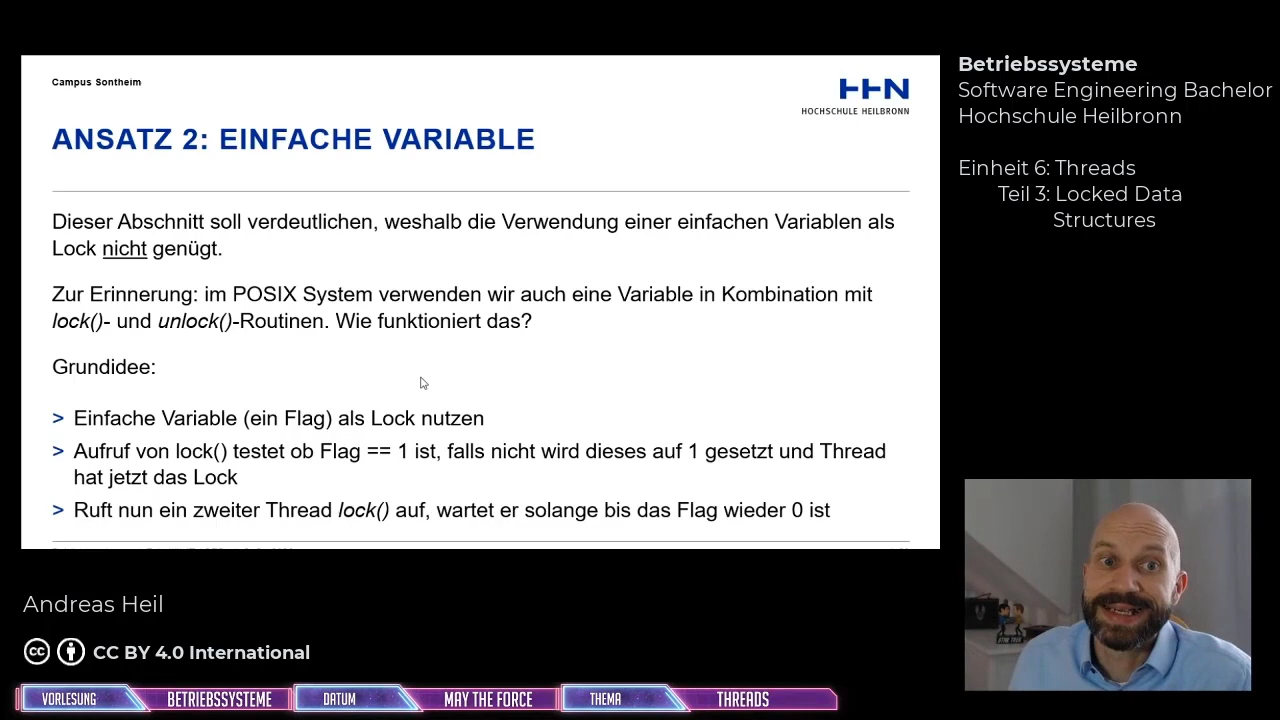 Campus Sontheim
HHN
HOCHSCHULE HEILBRONN
ANSATZ 2: EINFACHE VARIABLE
Dieser Abschnitt soll verdeutlichen, weshalb die Verwendung einer einfachen Variablen als
Lock nicht genügt.
Zur Erinnerung: im POSIX System verwenden wir auch eine Variable in Kombination mit
lock()- und unlock()-Routinen. Wie funktioniert das?
Grundidee:
> Einfache Variable (ein Flag) als Lock nutzen
> Aufruf von lock() testet ob Flag == 1 ist, falls nicht wird dieses auf 1 gesetzt und Thread
hat jetzt das Lock
> Ruft nun ein zweiter Thread lock() auf, wartet er solange bis das Flag wieder 0 ist
Betriebssysteme
Software Engineering Bachelor
Hochschule Heilbronn
Einheit 6: Threads
Teil 3: Locked Data
Structures
STAR TREK
Andreas Heil
cc CC BY 4.0 International
VORLESUNG BETRIEBSSYSTEME DATUM MAY THE FORCE THEMA THREADS